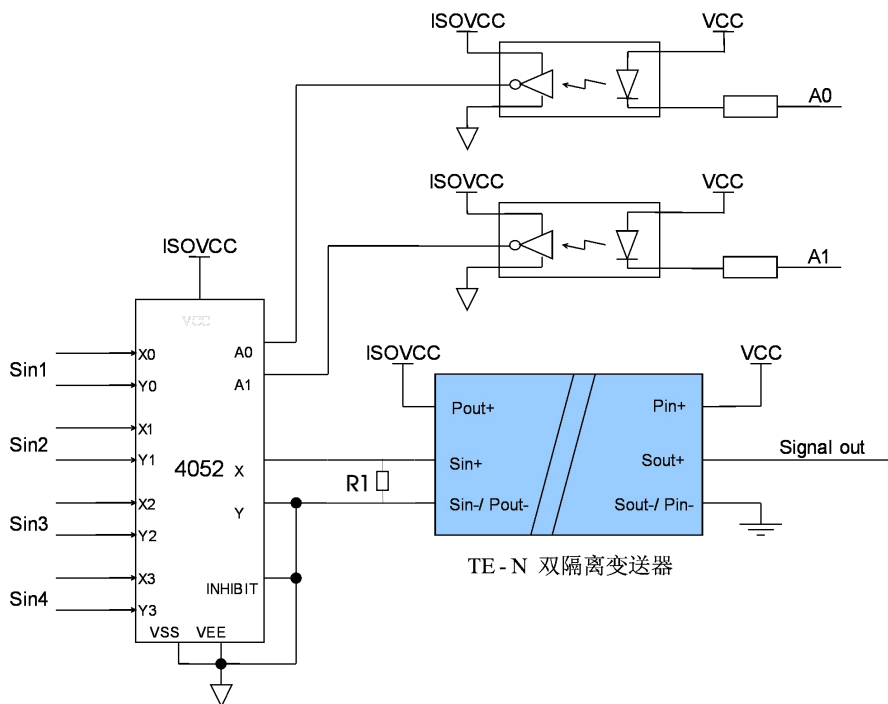 ISOVCC
VCC
A0
ISOVCC
VCC
A1
ISOVCC
VCC
Sin1
X0
Y0
A0
A1
ISOVCC
VCC
Pout+
Pin+
Sin2
X1
Y1
4052
X
Sin+
Sout+
Signal out
R1
Sin3
X2
Y2
Y
Sin-/ Pout-
Sout-/ Pin-
TE-N 双隔离变送器
Sin4
X3
Y3
INHIBIT
VSS VEE